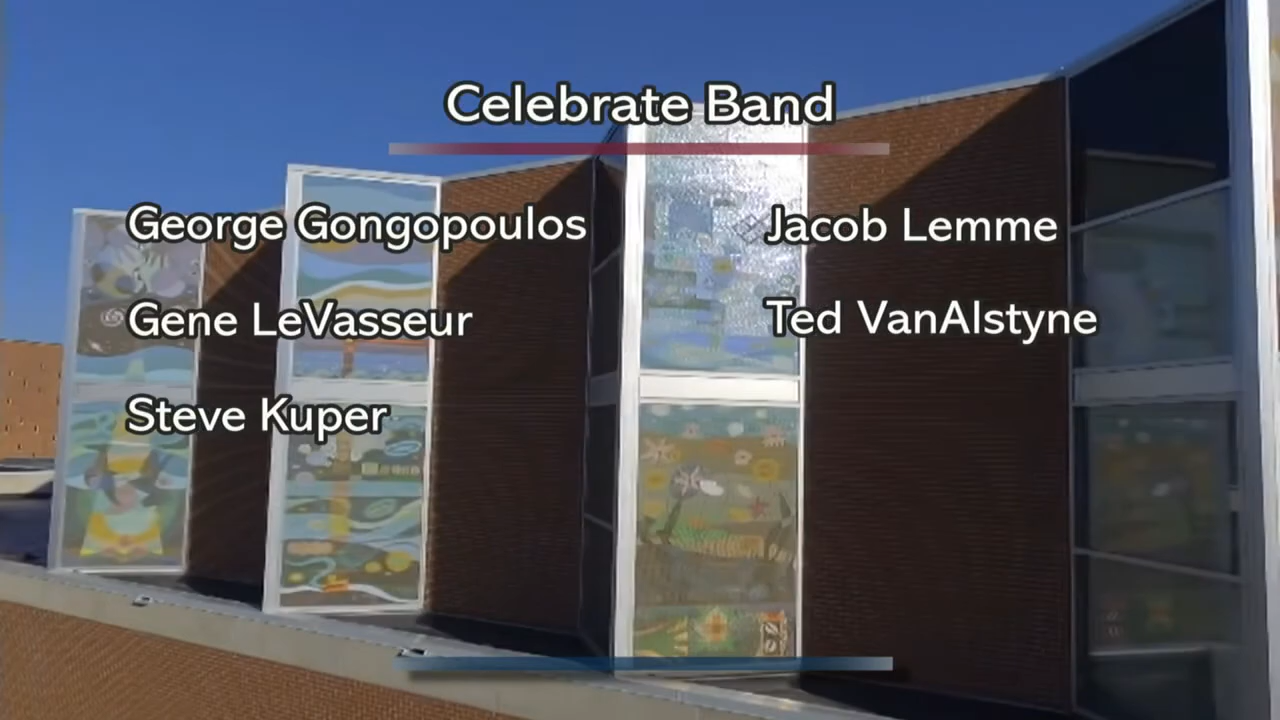 Celebrate Band
George Gongopoulos
Jacob Lemme
Gene LeVasseur
Ted VanAlstyne
Steve Kuper